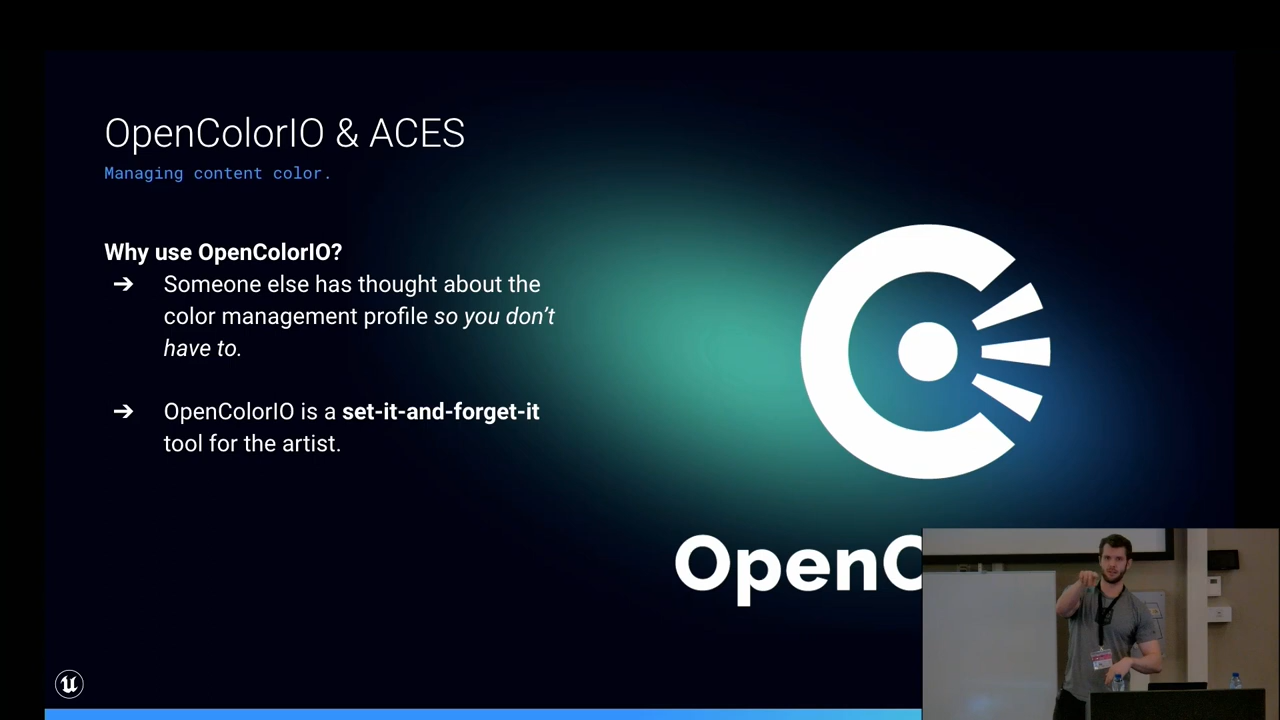 OpenColorIO & ACES
Managing content color.
Why use OpenColorIO?
➔ Someone else has thought about the
color management profile so you don't
have to.
➔ OpenColorIO is a set-it-and-forget-it
tool for the artist.
OpenC